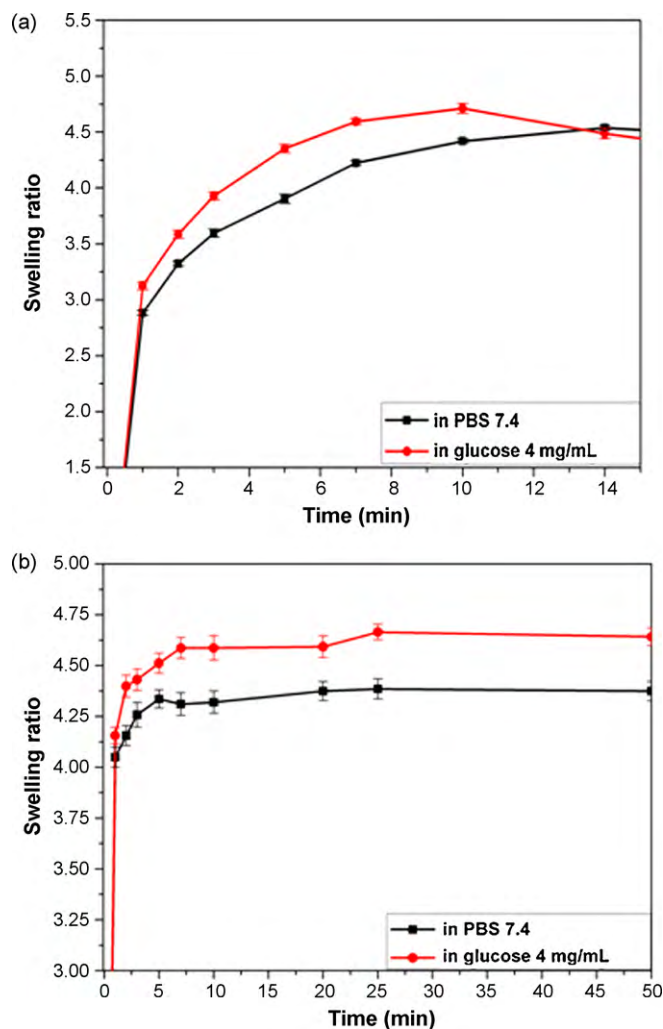 (a)
5.5
5.0
4.5
4.0
3.5
3.0
2.5
2.0
1.5
Swelling ratio
in PBS 7.4
in glucose 4 mg/mL
0 2 4 6 8 10 12 14
Time (min)
(b)
5.00
4.75
4.50
4.25
4.00
3.75
3.50
3.25
3.00
Swelling ratio
in PBS 7.4
in glucose 4 mg/mL
0 5 10 15 20 25 30 35 40 45 50
Time (min)